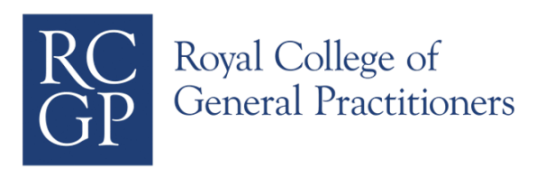 RC
GP
Royal College of
General Practitioners